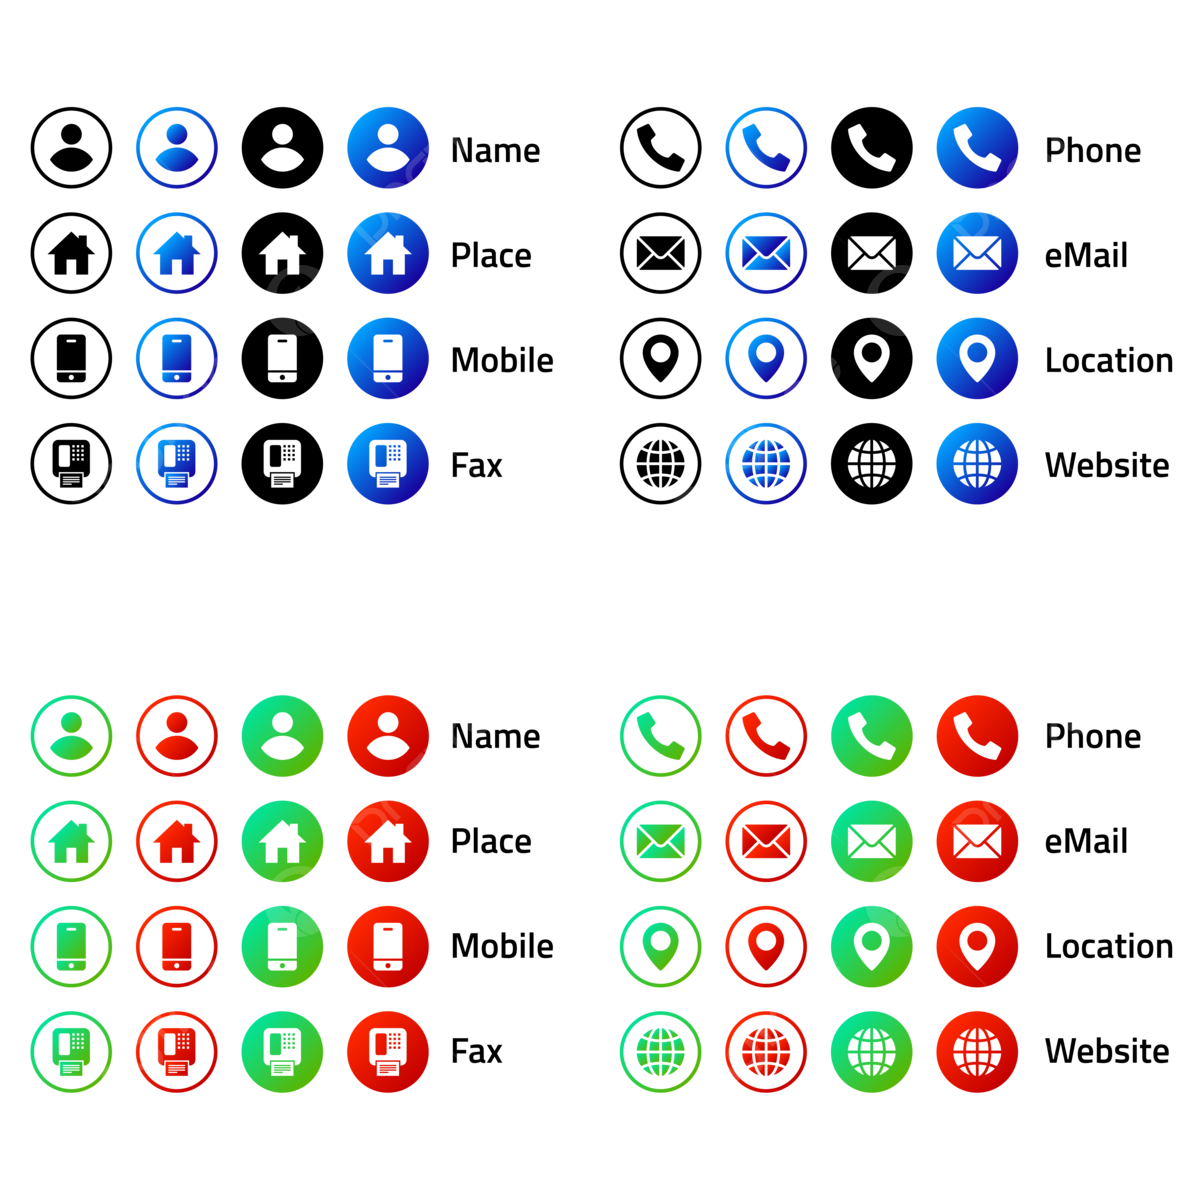 Name
Place
Mobile
Fax
Phone
eMail
Location
Website
Name
Place
Mobile
Fax
Phone
eMail
Location
Website